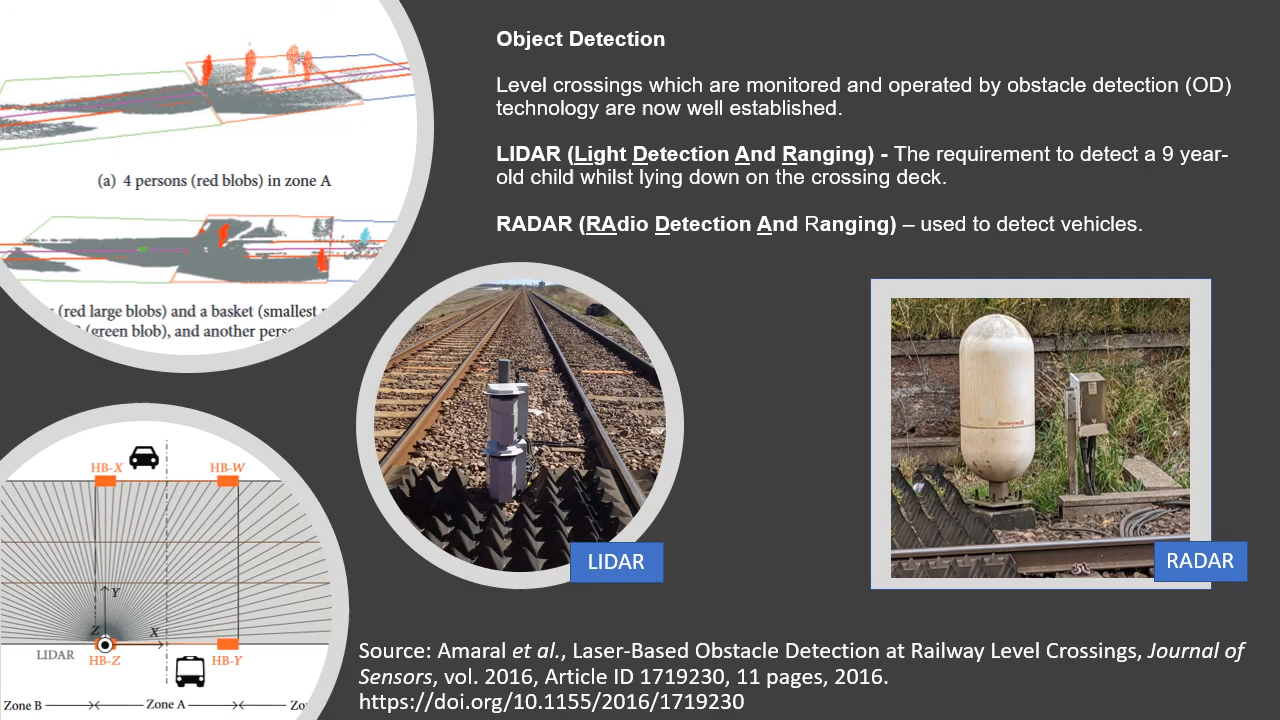 Object Detection
Level crossings which are monitored and operated by obstacle detection (OD)
technology are now well established.
LIDAR (Light Detection And Ranging) - The requirement to detect a 9 year-
old child whilst lying down on the crossing deck.
RADAR (RAdio Detection And Ranging) – used to detect vehicles.
(a) 4 persons (red blobs) in zone A
(red large blobs) and a basket (smallest
(green blob), and another
HB-X
HB-W
Y
Z
X
LIDAR
HB-Z
HB-Y
Zone B
Zone A
Honeywell
LIDAR
RADAR
Source: Amaral et al., Laser-Based Obstacle Detection at Railway Level Crossings, Journal of
Sensors, vol. 2016, Article ID 1719230, 11 pages, 2016.
https://doi.org/10.1155/2016/1719230